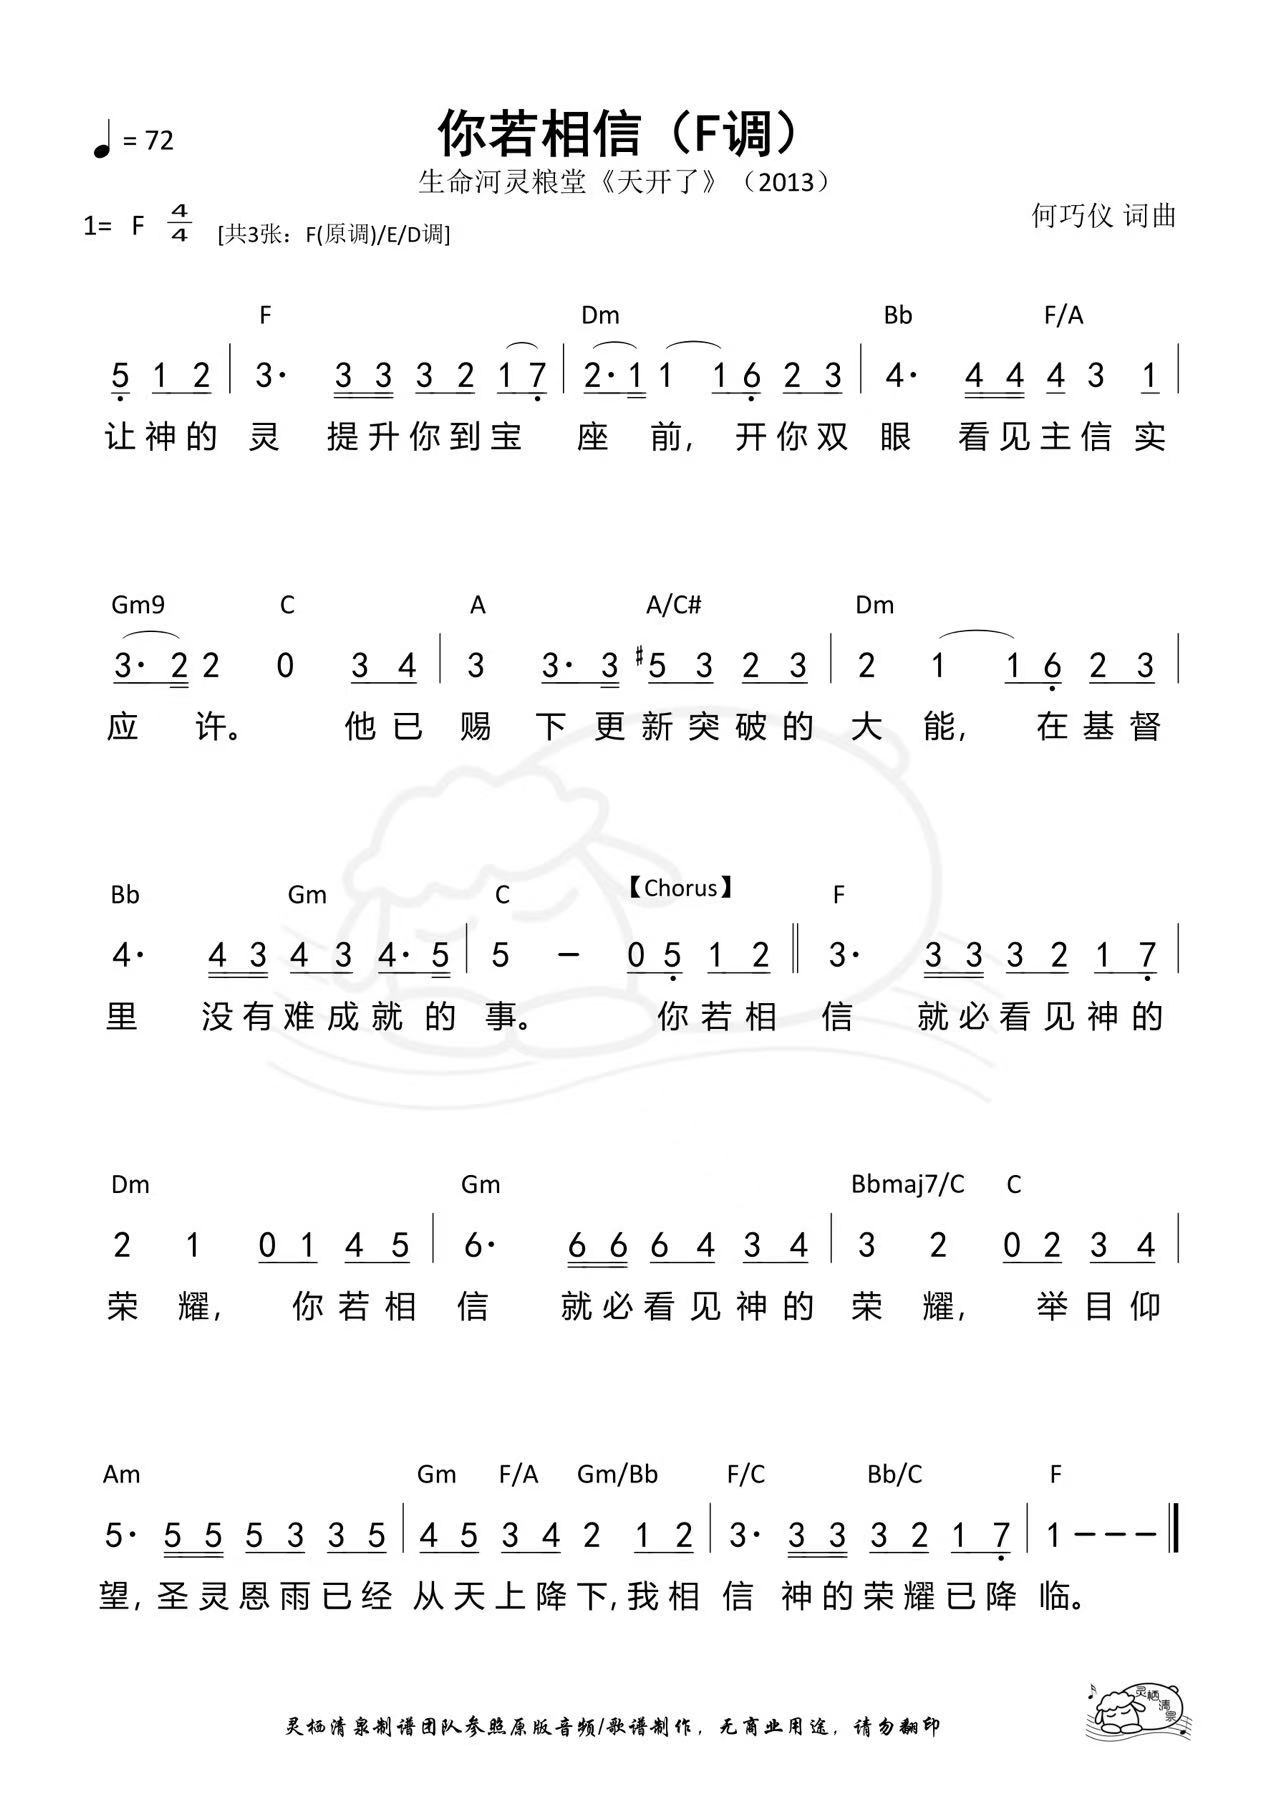 你若相信（F调）
♩= 72
生命河灵粮堂《天开了》（2013）
1= F 4/4 [共3张：F(原调)/E/D调]
何巧仪 词曲
F Dm Bb F/A
5 1 2 | 3· 3 3 3 2 1 7 | 2·1 1 1 6 2 3 | 4· 4 4 4 3 1 |
让神的 灵 提升你到宝 座 前, 开你双 眼 看见主信实
Gm9 C A A/C# Dm
3· 2 2 0 3 4 | 3 3· 3 #5 3 2 3 | 2 1 1 6 2 3 |
应 许。 他已 赐 下更新突破的 大 能, 在基督
Bb Gm C 【Chorus】 F
4· 4 3 4 3 4· 5 | 5 – 0 5 1 2 ‖ 3· 3 3 3 2 1 7 |
里 没有难成就的 事。 你若相 信 就必看见神的
Dm Gm Bbmaj7/C C
2 1 0 1 4 5 | 6· 6 6 6 4 3 4 | 3 2 0 2 3 4 |
荣 耀, 你若相 信 就必看见神的 荣 耀, 举目仰
Am Gm F/A Gm/Bb F/C Bb/C F
5· 5 5 5 3 3 5 | 4 5 3 4 2 1 2 | 3· 3 3 3 2 1 7 | 1 – – – ‖
望, 圣灵恩雨已经 从天上降下,我相 信 神的荣耀已降 临。
灵栖清泉
灵栖清泉制谱团队参照原版音频/歌谱制作，无商业用途，请勿翻印